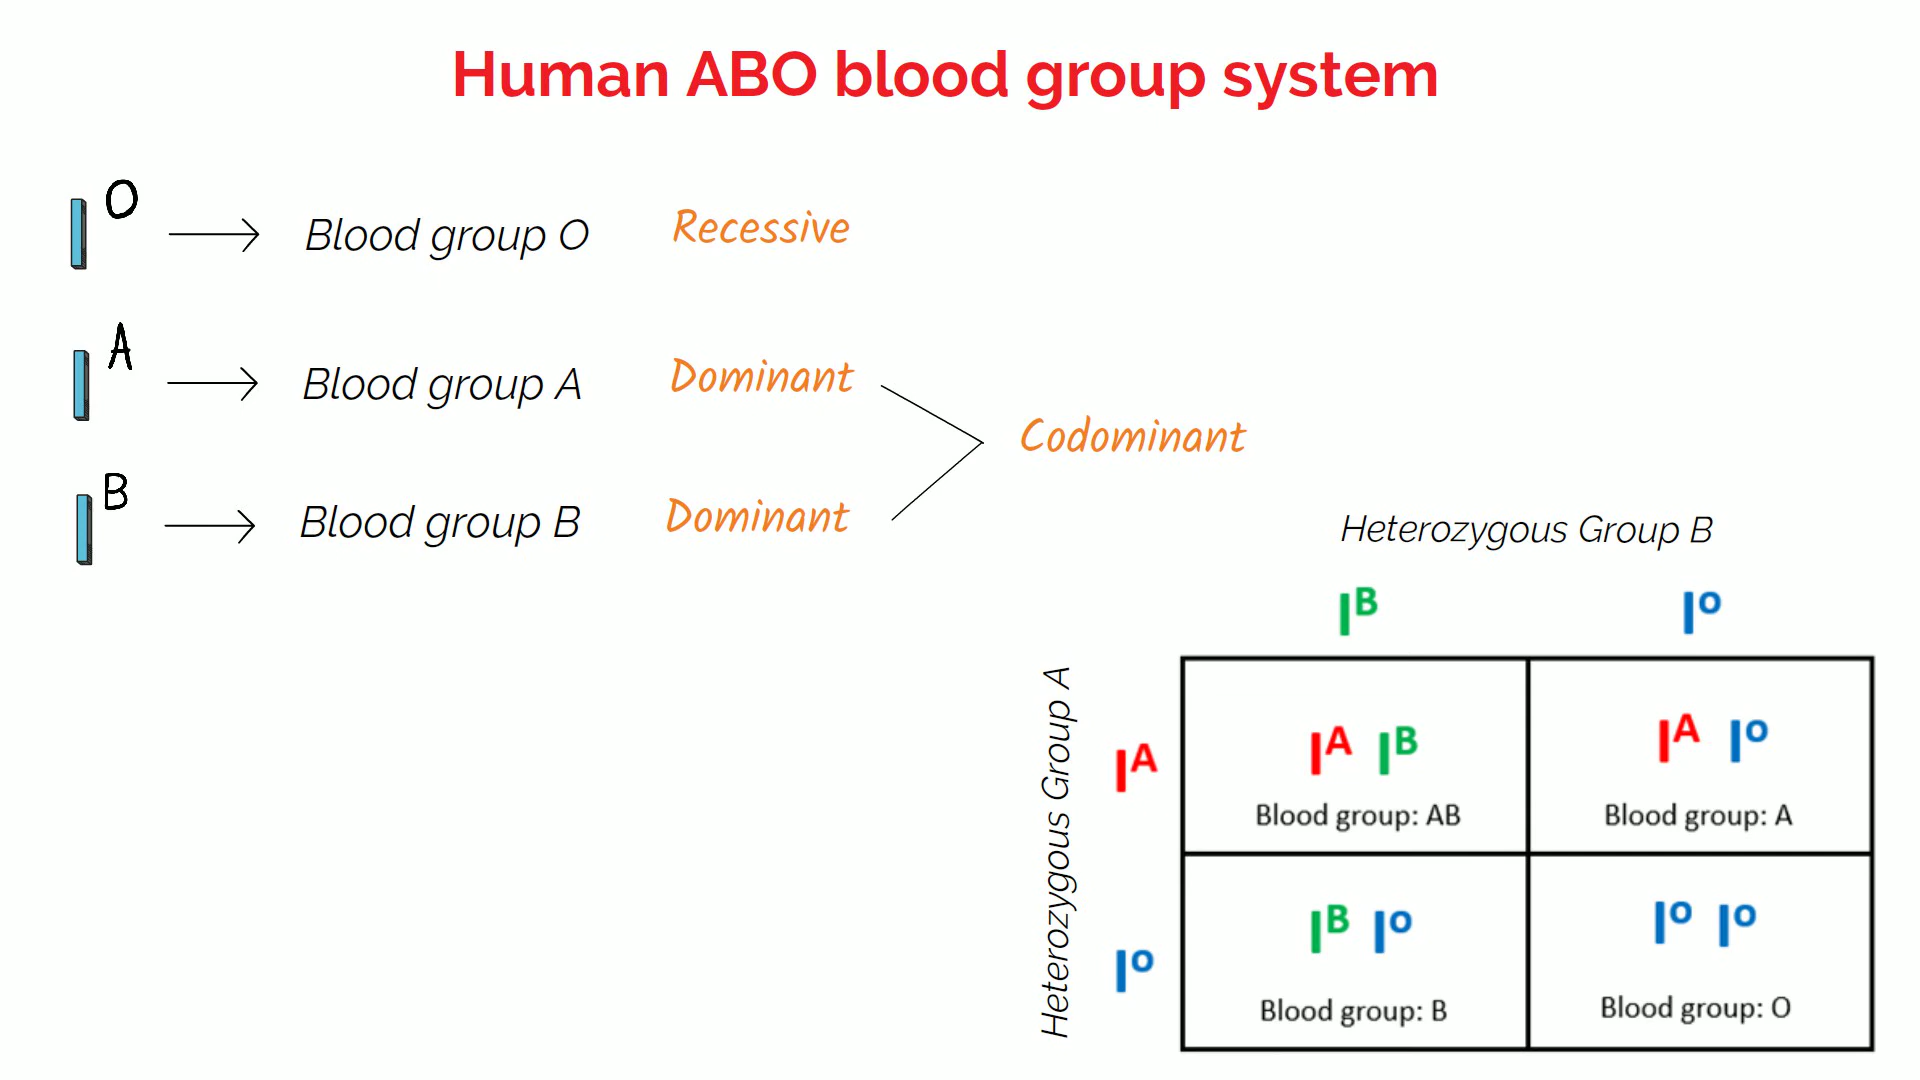 Human ABO blood group system
I^O Blood group O Recessive
I^A Blood group A Dominant
Codominant
I^B Blood group B Dominant
Heterozygous Group B
I^B I^O
Heterozygous Group A
I^A
I^A I^B I^A I^O
Blood group: AB Blood group: A
I^O
I^B I^O I^O I^O
Blood group: B Blood group: O